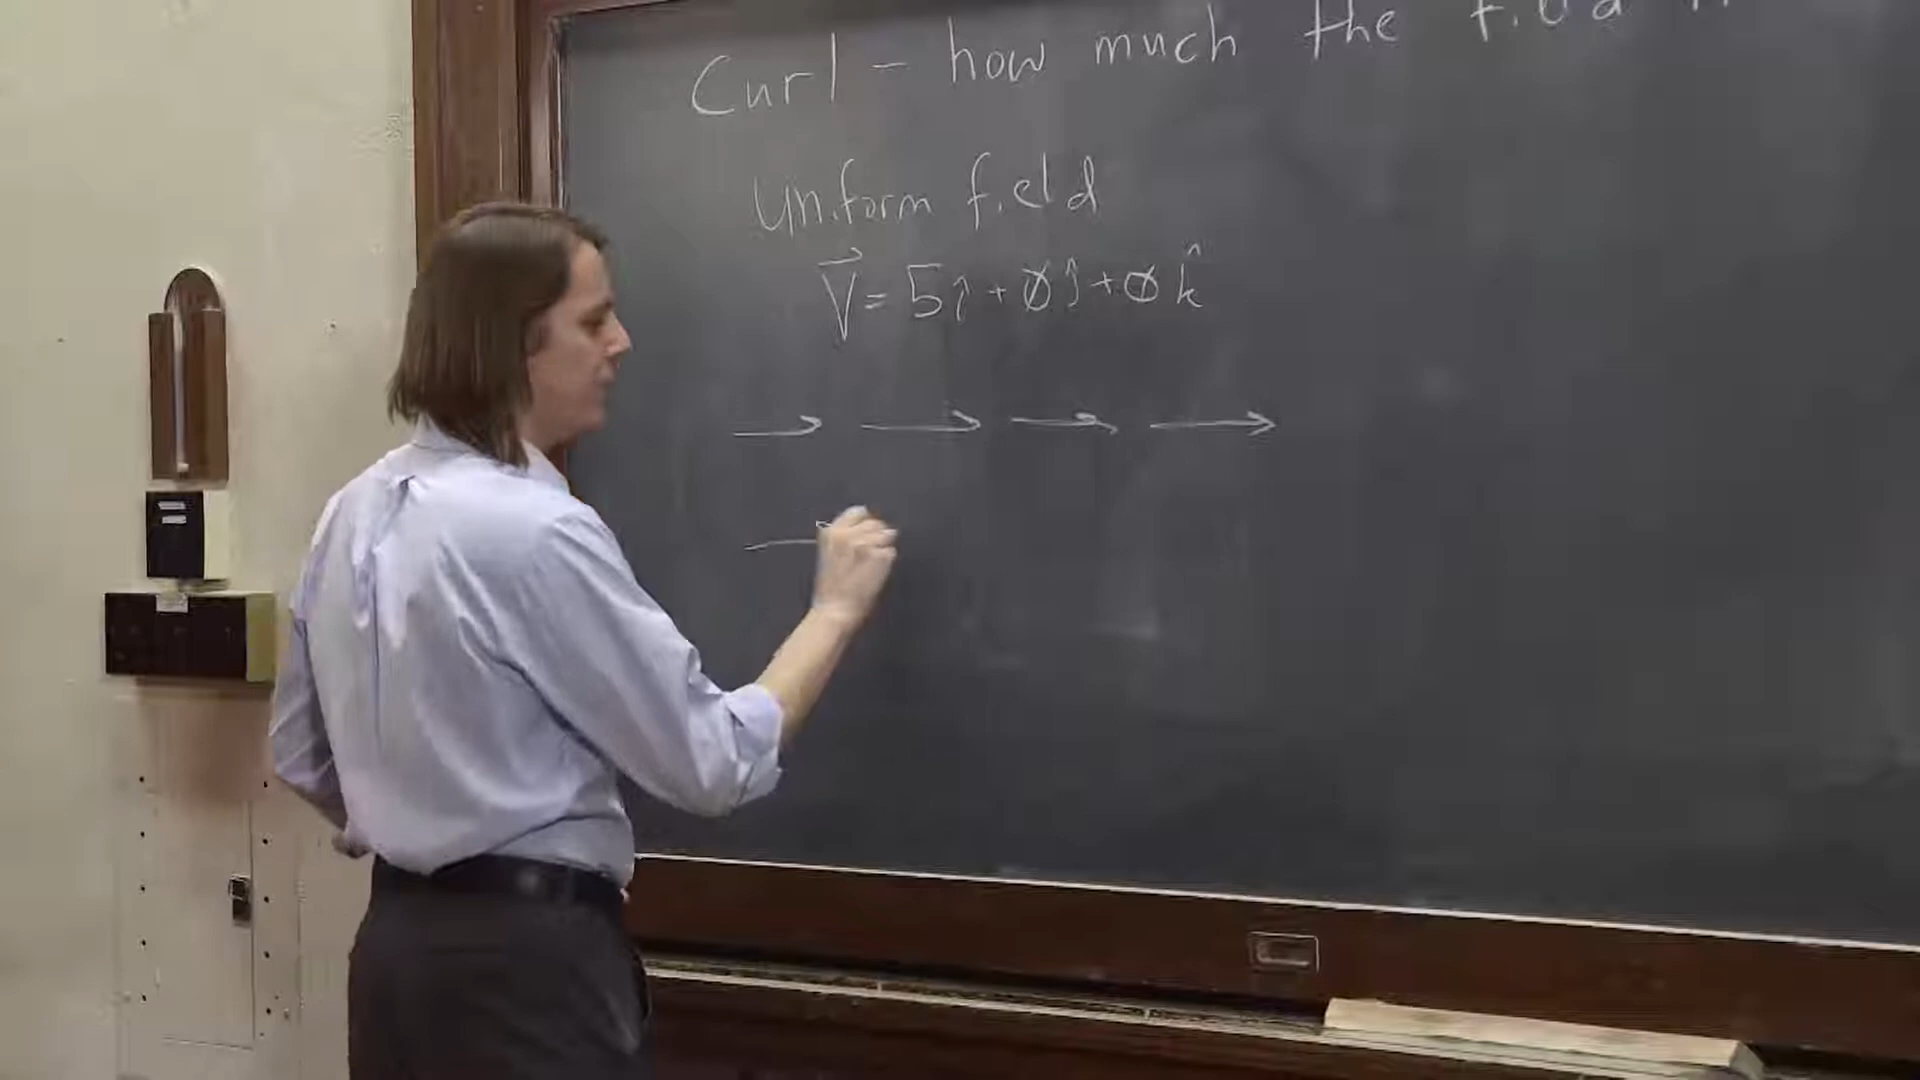 Curl - how much the field
Uniform field
V⃗ = 5î + 0ĵ + 0k̂